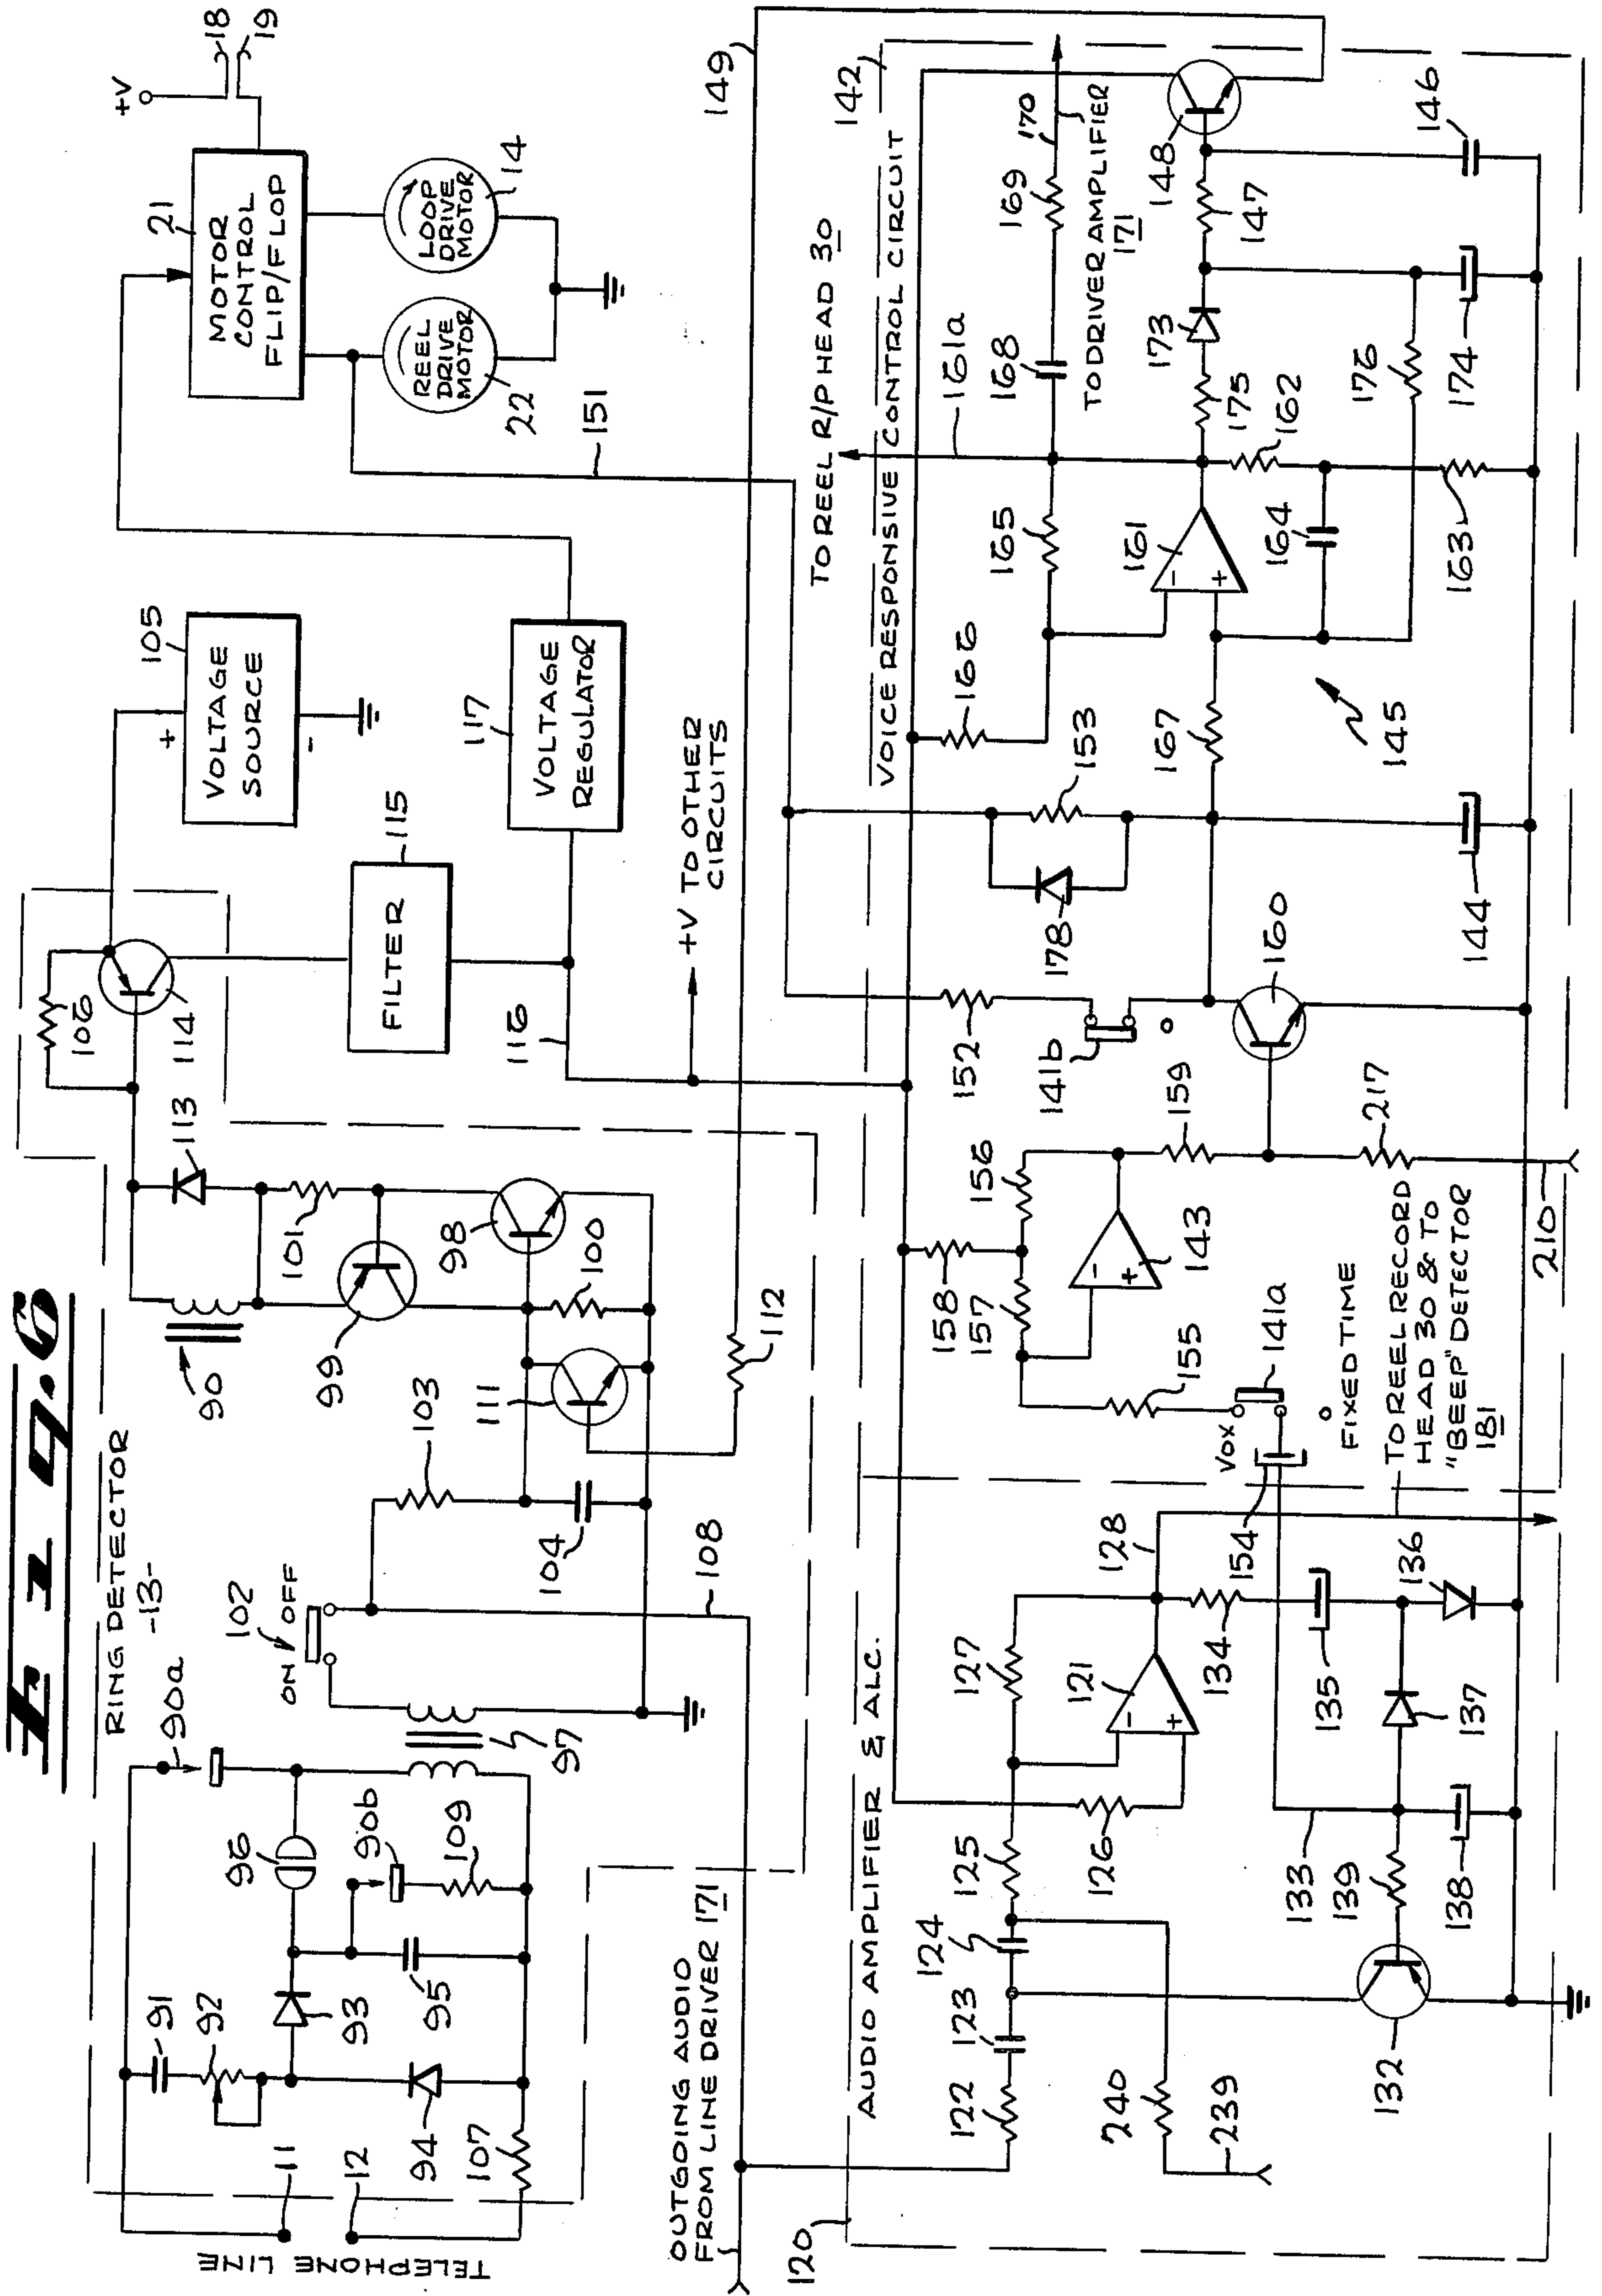 Fig. 9.
RING DETECTOR
-13-
TELEPHONE LINE
11
12
91
92
93
94
95
96
97
107
109
90a
90b
102
ON
OFF
103
104
108
90
99
101
98
100
111
112
113
106
114
105
VOLTAGE
SOURCE
+
-
FILTER
115
116
117
VOLTAGE
REGULATOR
+V TO OTHER
CIRCUITS
21
MOTOR
CONTROL
FLIP/FLOP
+V
18
19
REEL
DRIVE
MOTOR
22
LOOP
DRIVE
MOTOR
14
151
149
OUTGOING AUDIO
FROM LINE DRIVER 171
120
AUDIO AMPLIFIER & ALC.
122
123
124
125
126
127
121
-
+
128
240
239
132
133
139
138
137
136
135
134
154
VOX
141a
FIXED TIME
TO REEL RECORD
HEAD 30 & TO
"BEEP" DETECTOR
181
155
158
157
156
143
-
+
159
217
210
152
141b
160
178
153
144
167
166
165
161
-
+
145
164
163
162
175
173
176
174
147
148
146
168
169
170
161a
TO REEL R/P HEAD 30
TO DRIVER AMPLIFIER
171
VOICE RESPONSIVE CONTROL CIRCUIT
142